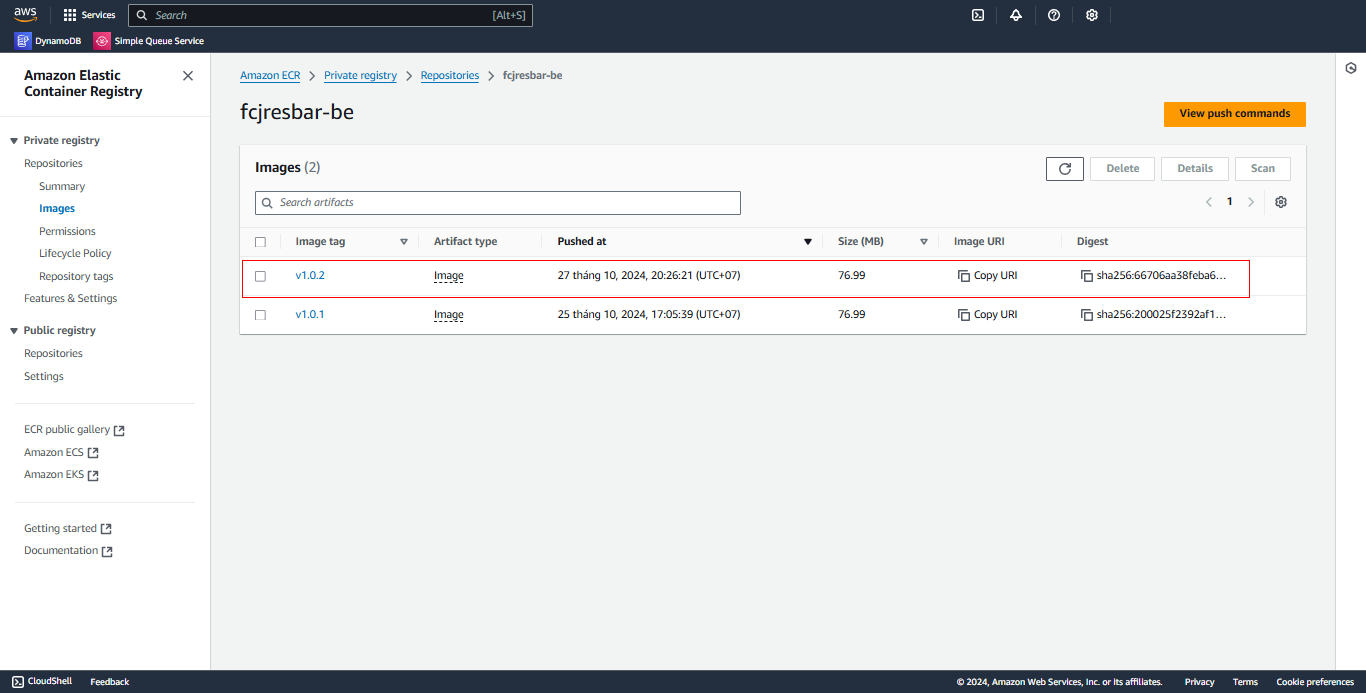 aws Services Search [Alt+S]
DynamoDB Simple Queue Service
Amazon Elastic
Container Registry
Private registry
Repositories
Summary
Images
Permissions
Lifecycle Policy
Repository tags
Features & Settings
Public registry
Repositories
Settings
ECR public gallery
Amazon ECS
Amazon EKS
Getting started
Documentation
Amazon ECR Private registry Repositories fcjresbar-be
fcjresbar-be
View push commands
Images (2) Delete Details Scan
Search artifacts 1
Image tag Artifact type Pushed at Size (MB) Image URI Digest
v1.0.2 Image 27 tháng 10, 2024, 20:26:21 (UTC+07) 76.99 Copy URI sha256:66706aa38feba6...
v1.0.1 Image 25 tháng 10, 2024, 17:05:39 (UTC+07) 76.99 Copy URI sha256:200025f2392af1...
CloudShell Feedback © 2024, Amazon Web Services, Inc. or its affiliates. Privacy Terms Cookie preferences